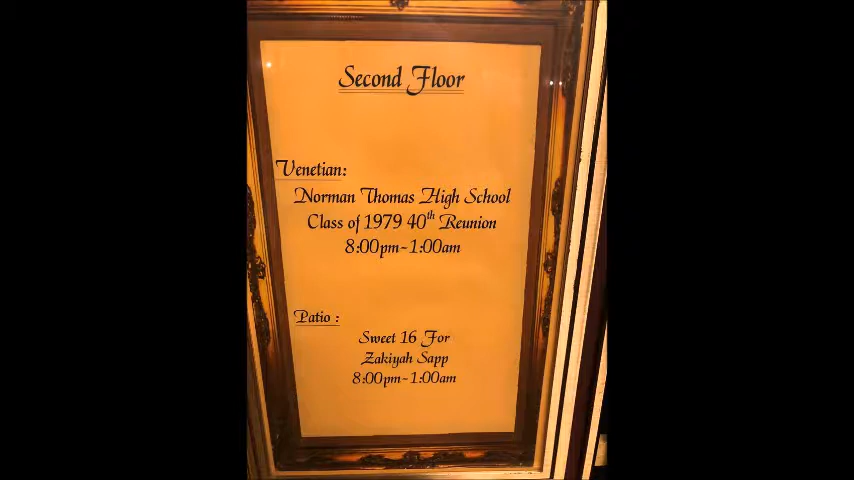 Second Floor
Venetian:
Norman Thomas High School
Class of 1979 40th Reunion
8:00pm-1:00am
Patio :
Sweet 16 For
Zakiyah Sapp
8:00pm-1:00am